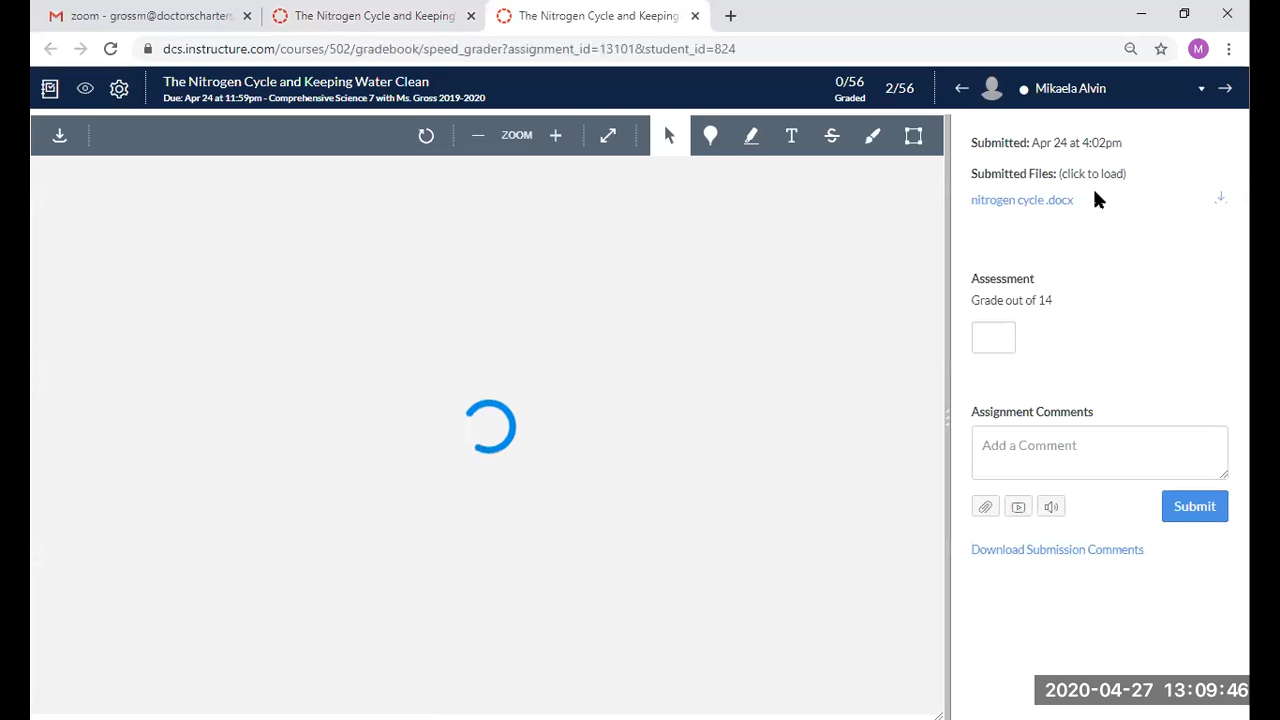 zoom - grossm@doctorscharter
The Nitrogen Cycle and Keeping
The Nitrogen Cycle and Keeping
dcs.instructure.com/courses/502/gradebook/speed_grader?assignment_id=13101&student_id=824
M
The Nitrogen Cycle and Keeping Water Clean
Due: Apr 24 at 11:59pm - Comprehensive Science 7 with Ms. Gross 2019-2020
0/56
Graded
2/56
Mikaela Alvin
ZOOM
T
S
Submitted: Apr 24 at 4:02pm
Submitted Files: (click to load)
nitrogen cycle .docx
Assessment
Grade out of 14
Assignment Comments
Add a Comment
Submit
Download Submission Comments
2020-04-27 13:09:46